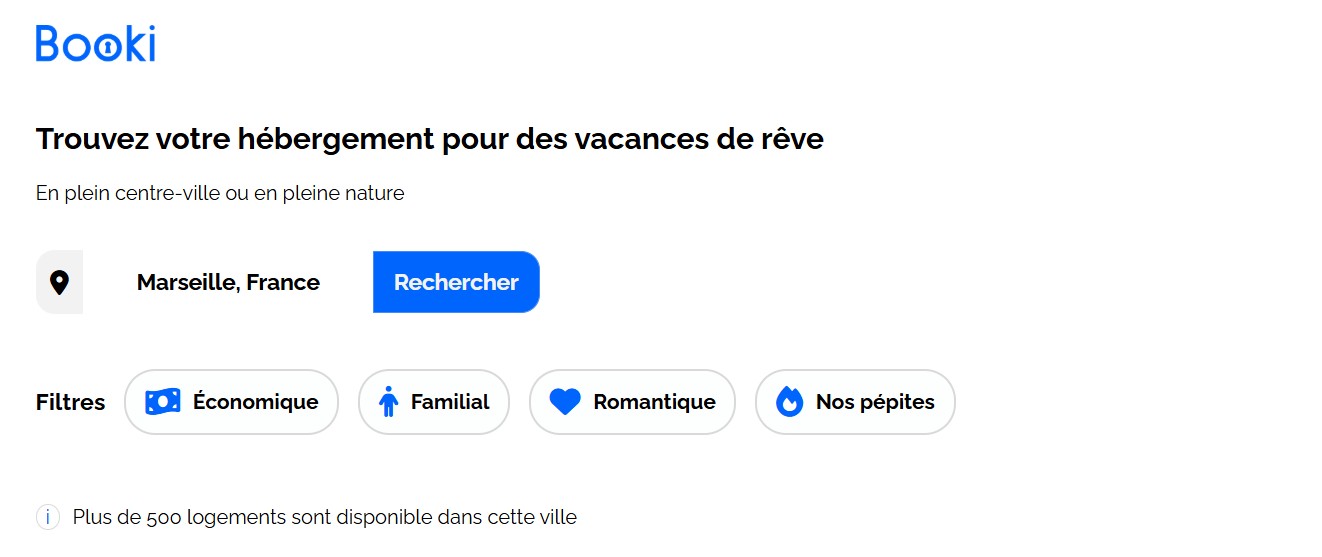 Booki
Trouvez votre hébergement pour des vacances de rêve
En plein centre-ville ou en pleine nature
Marseille, France Rechercher
Filtres Économique Familial Romantique Nos pépites
i Plus de 500 logements sont disponible dans cette ville